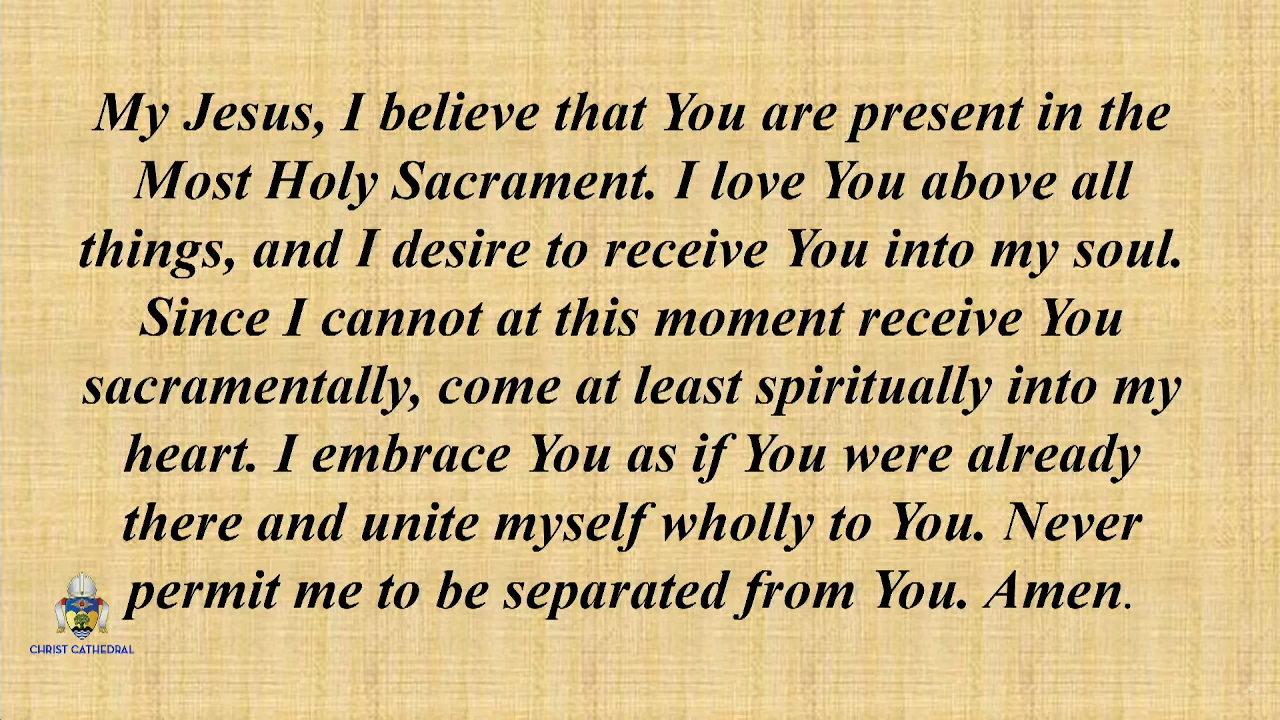 My Jesus, I believe that You are present in the
Most Holy Sacrament. I love You above all
things, and I desire to receive You into my soul.
Since I cannot at this moment receive You
sacramentally, come at least spiritually into my
heart. I embrace You as if You were already
there and unite myself wholly to You. Never
permit me to be separated from You. Amen.
CHRIST CATHEDRAL